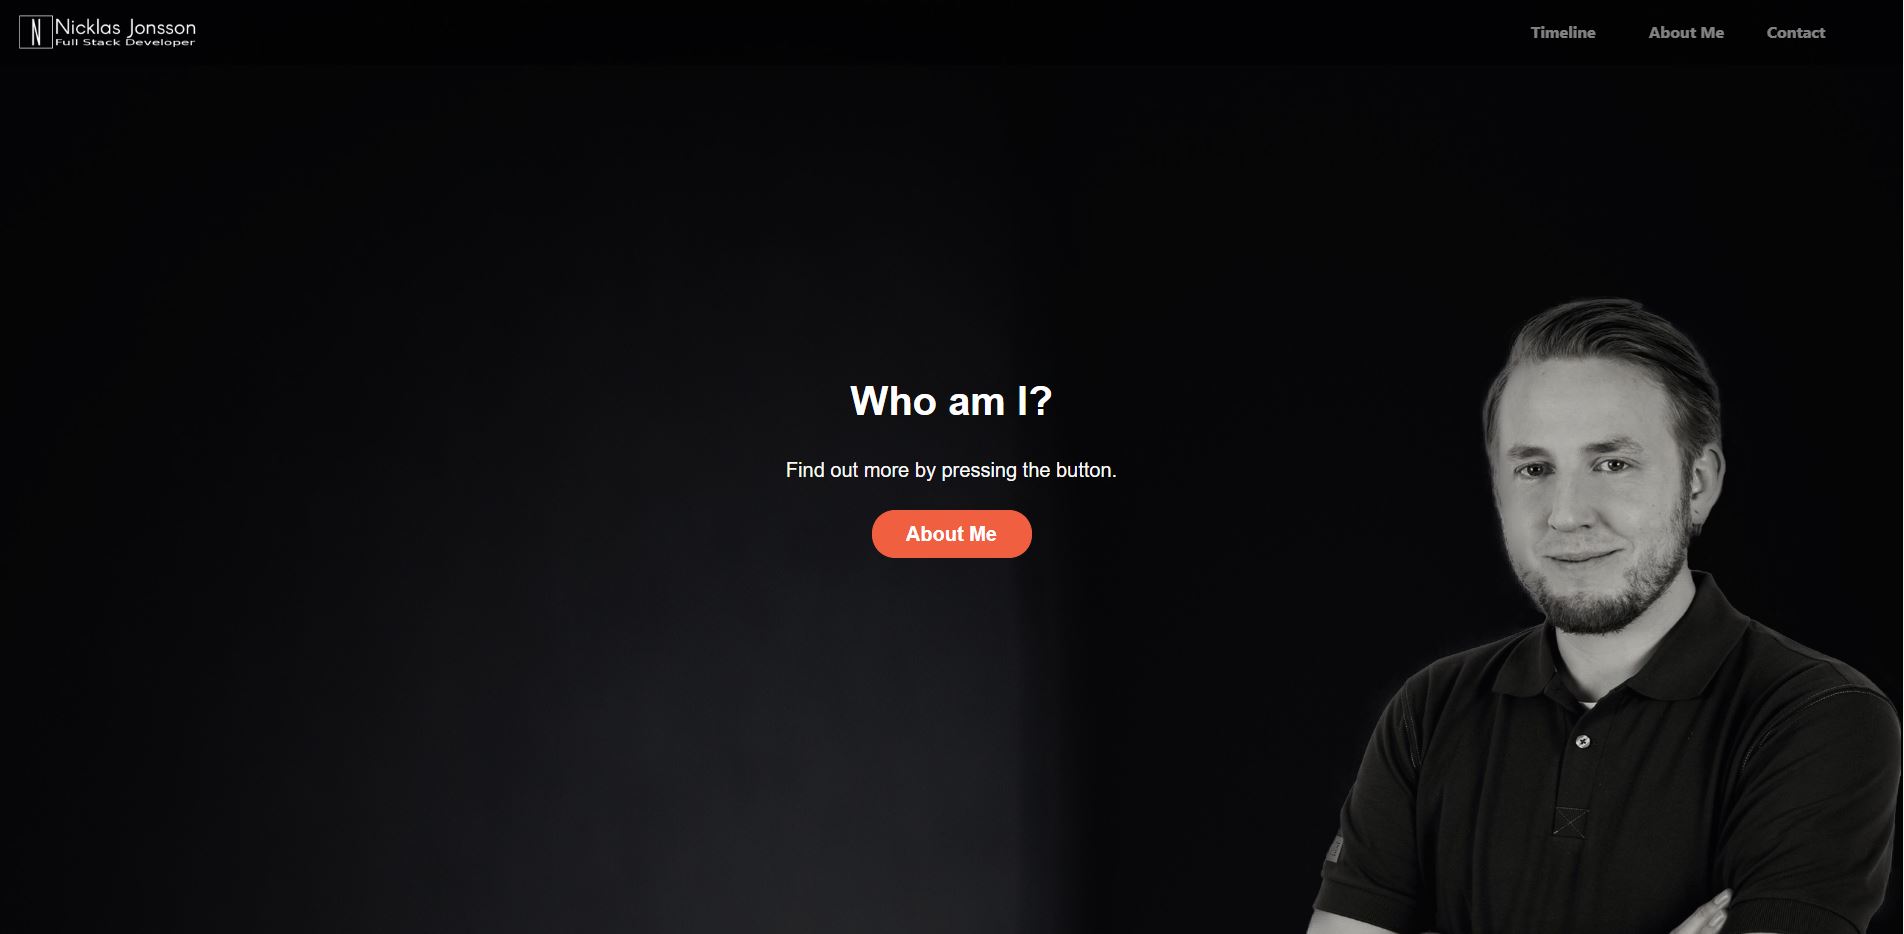 N
Nicklas Jonsson
Full Stack Developer
Timeline
About Me
Contact
Who am I?
Find out more by pressing the button.
About Me